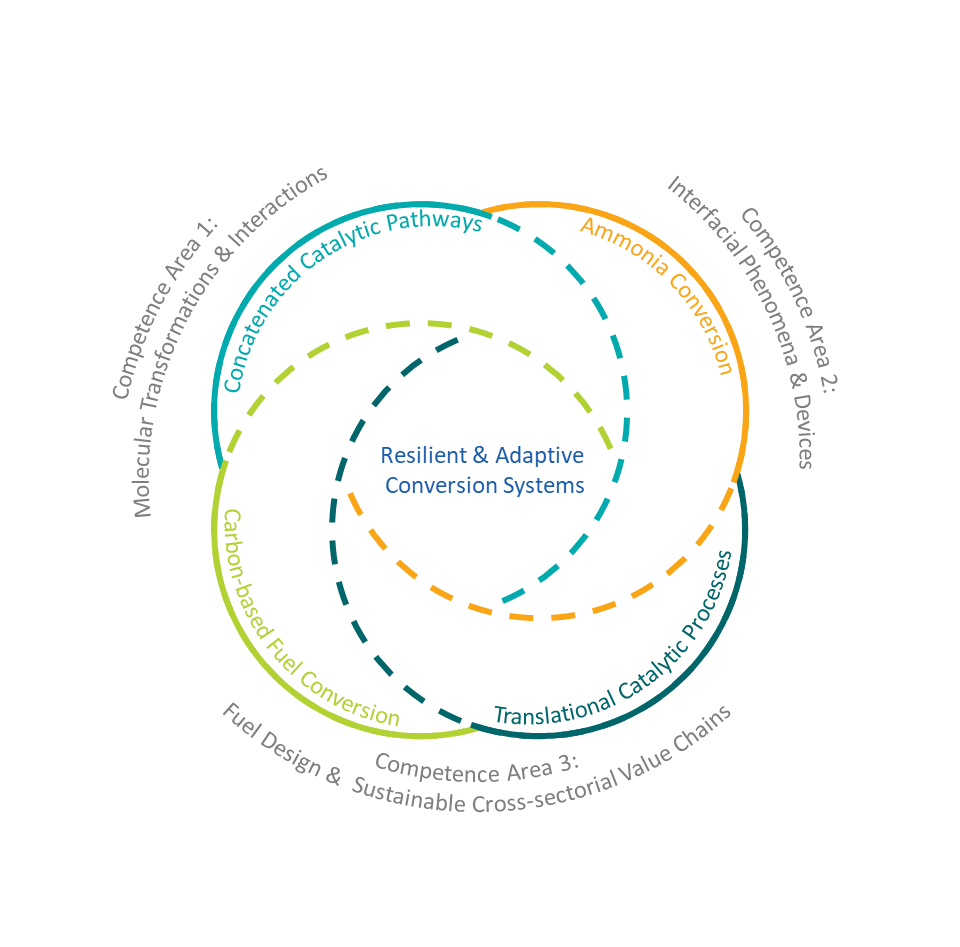 Competence Area 1:
Molecular Transformations & Interactions
Competence Area 2:
Interfacial Phenomena & Devices
Concatenated Catalytic Pathways
Ammonia Conversion
Resilient & Adaptive
Conversion Systems
Carbon-based Fuel Conversion
Translational Catalytic Processes
Competence Area 3:
Fuel Design & Sustainable Cross-sectorial Value Chains